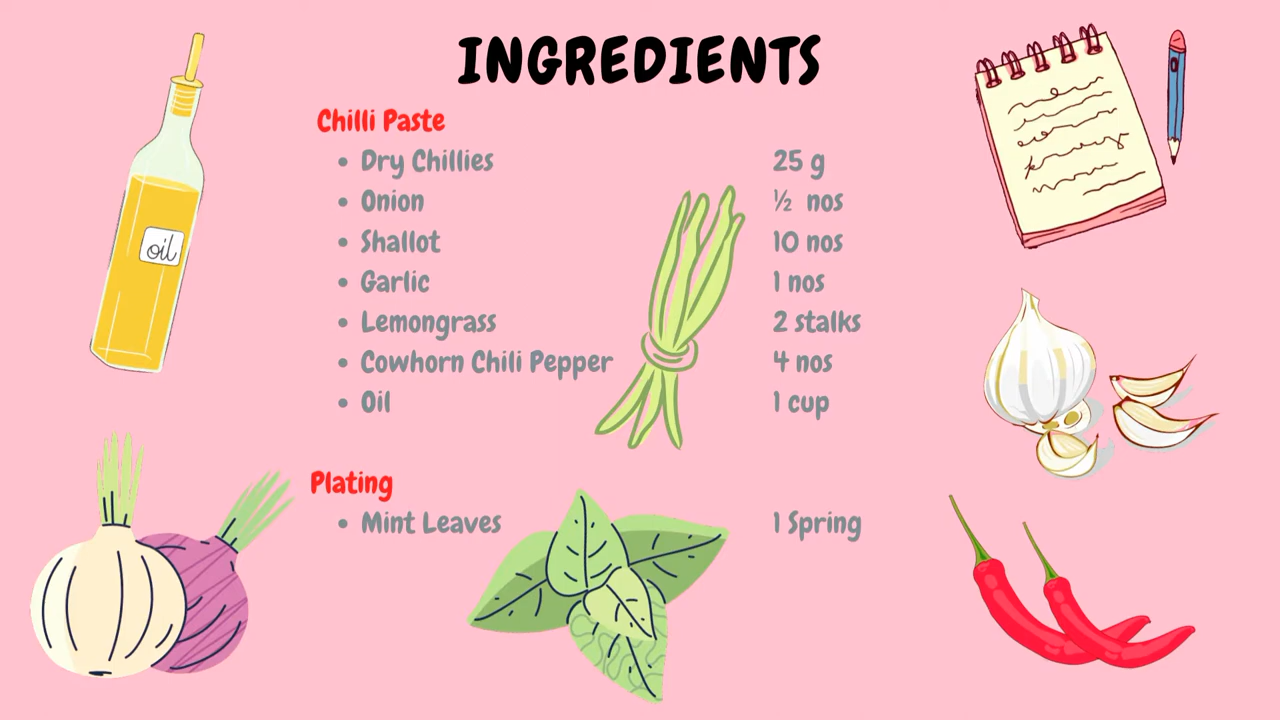 INGREDIENTS
Chilli Paste
• Dry Chillies 25 g
• Onion ½ nos
• Shallot 10 nos
• Garlic 1 nos
• Lemongrass 2 stalks
• Cowhorn Chili Pepper 4 nos
• Oil 1 cup
Plating
• Mint Leaves 1 Spring
oil